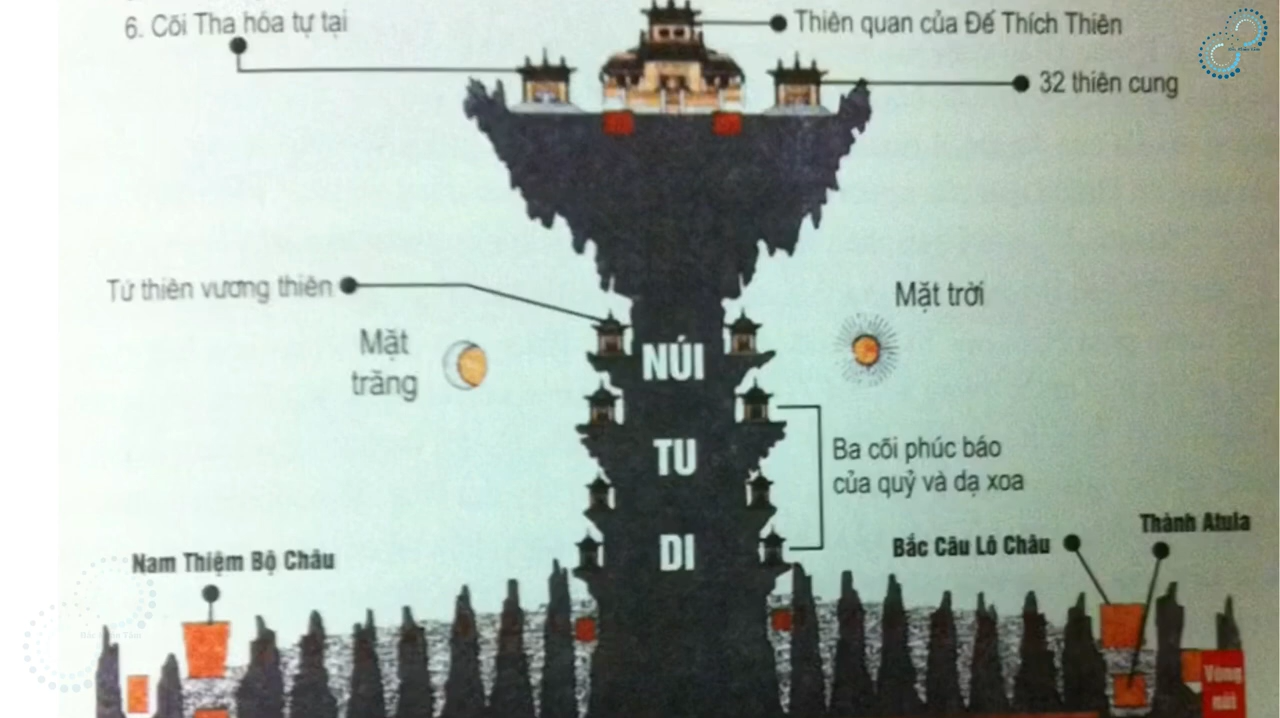 6. Cõi Tha hóa tự tại
Thiên quan của Đế Thích Thiên
32 thiên cung
Tứ thiên vương thiên
Mặt trời
Mặt
trăng
NÚI
TU
DI
Ba cõi phúc báo
của quỷ và dạ xoa
Thành Atula
Bắc Câu Lô Châu
Nam Thiệm Bộ Châu
Vòng
núi